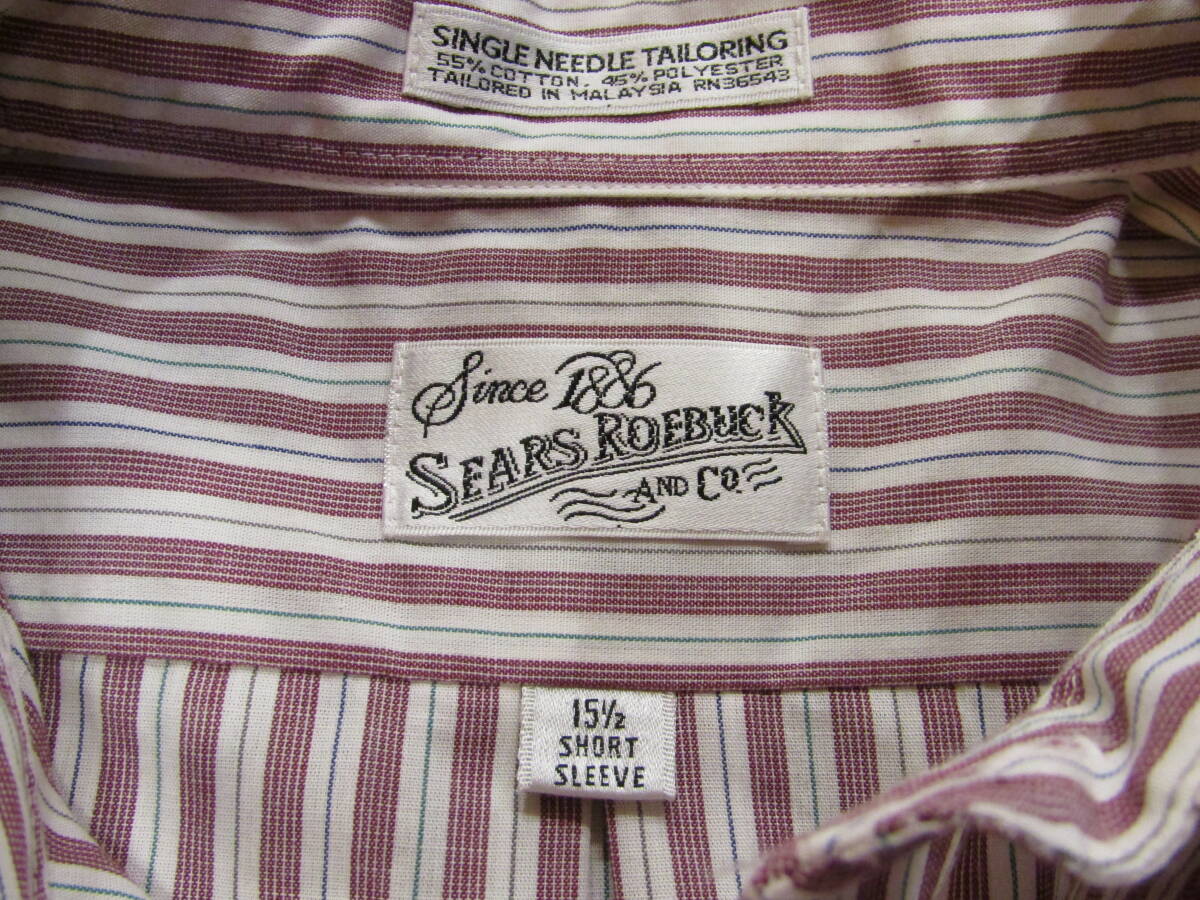 SINGLE NEEDLE TAILORING
55% COTTON, 45% POLYESTER
TAILORED IN MALAYSIA RN36543
Since 1886
SEARS ROEBUCK
AND CO.
15½
SHORT
SLEEVE